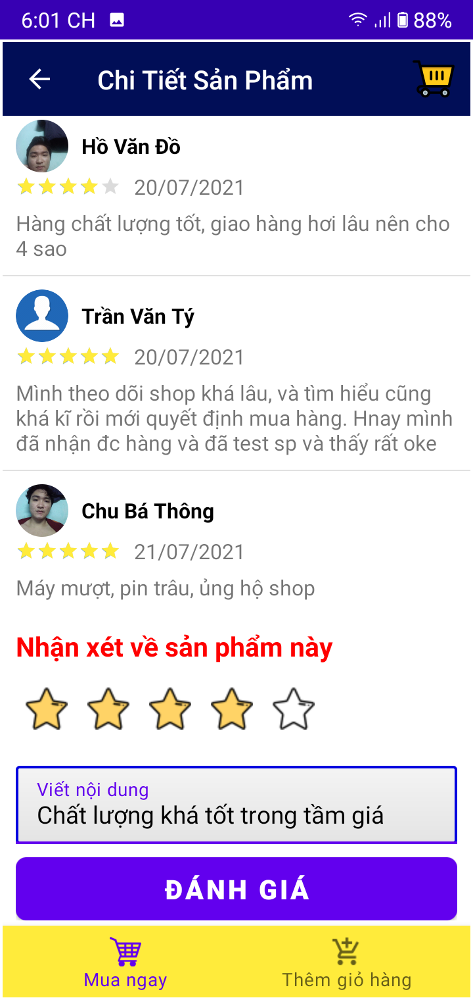 6:01 CH
88%
Chi Tiết Sản Phẩm
Hồ Văn Đồ
20/07/2021
Hàng chất lượng tốt, giao hàng hơi lâu nên cho
4 sao
Trần Văn Tý
20/07/2021
Mình theo dõi shop khá lâu, và tìm hiểu cũng
khá kĩ rồi mới quyết định mua hàng. Hnay mình
đã nhận đc hàng và đã test sp và thấy rất oke
Chu Bá Thông
21/07/2021
Máy mượt, pin trâu, ủng hộ shop
Nhận xét về sản phẩm này
Viết nội dung
Chất lượng khá tốt trong tầm giá
ĐÁNH GIÁ
Mua ngay
Thêm giỏ hàng